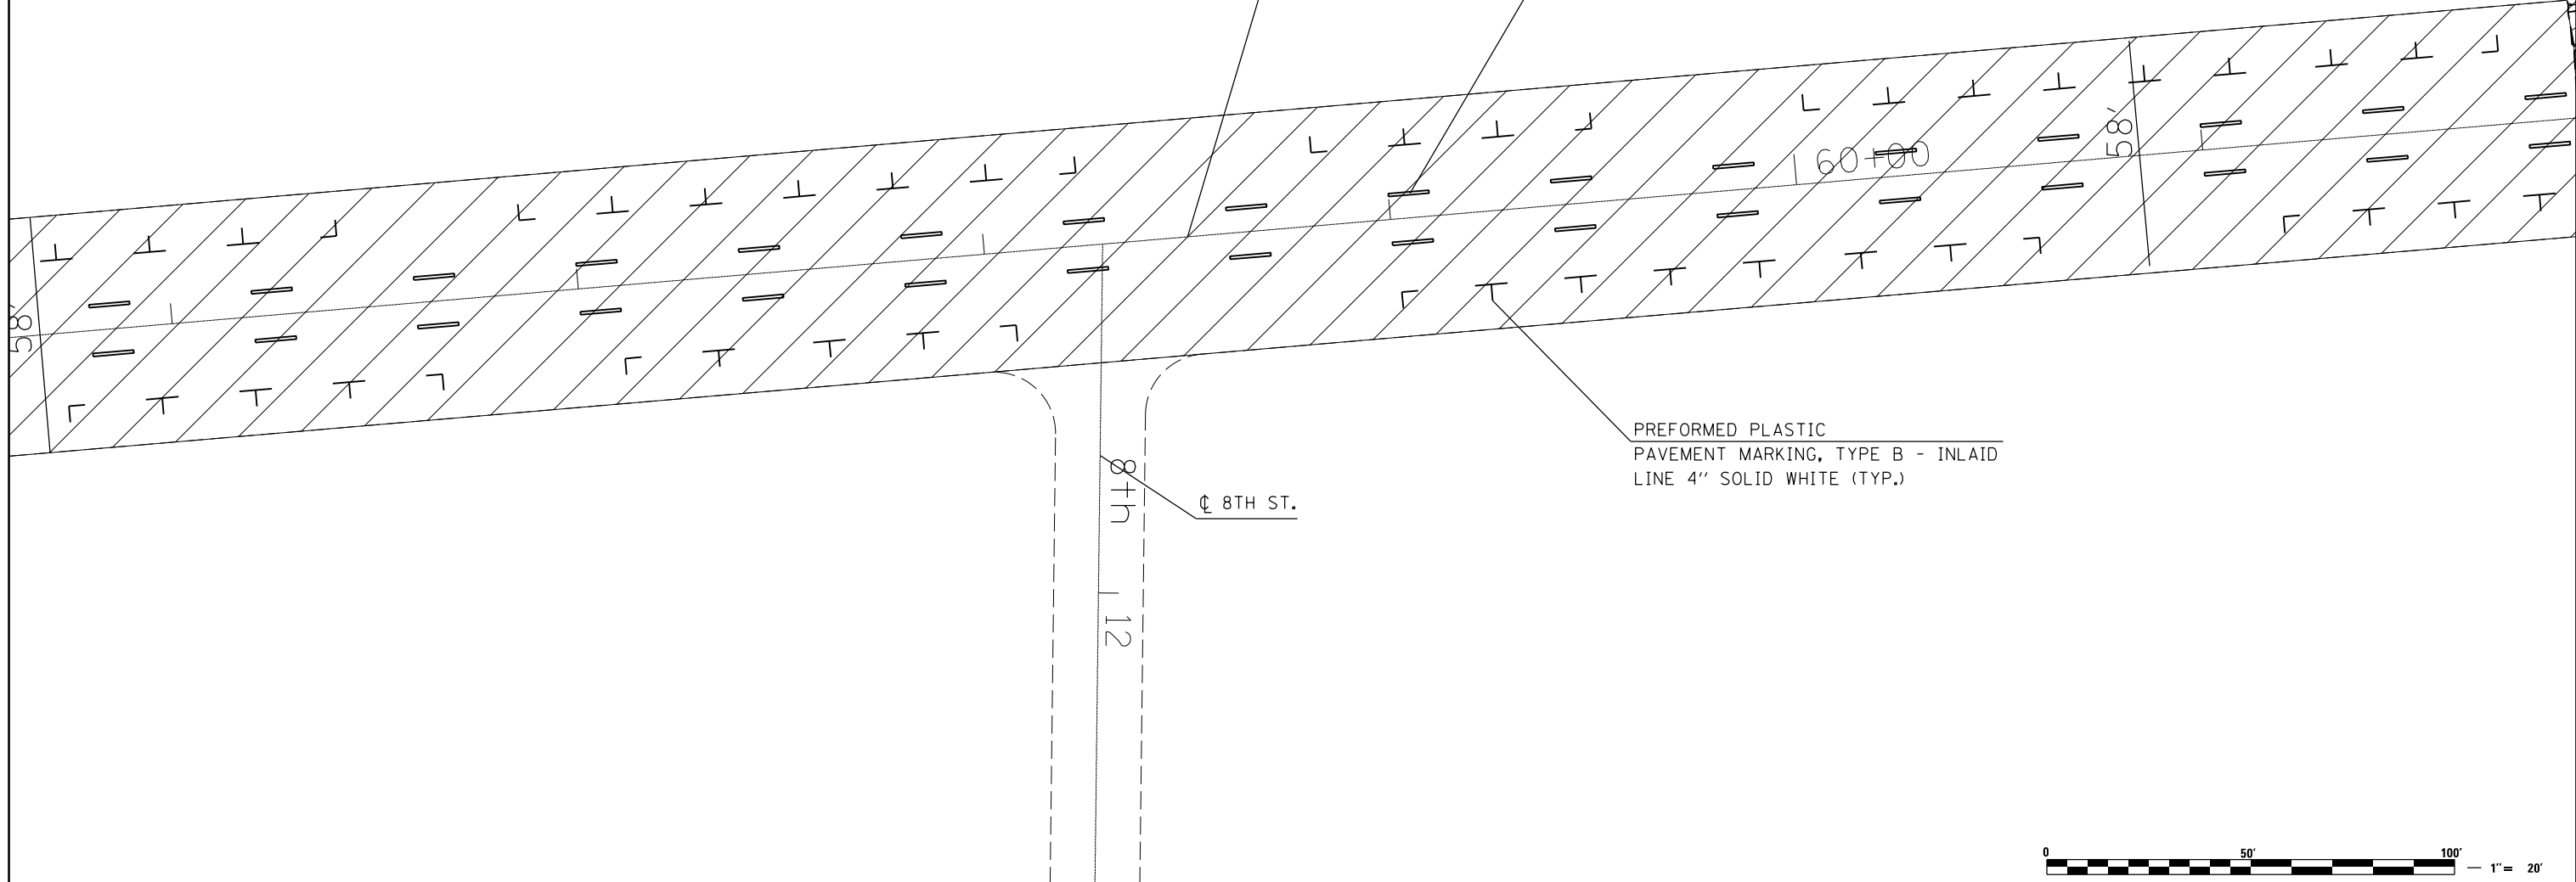 60+00
58'
58'
PREFORMED PLASTIC
PAVEMENT MARKING, TYPE B - INLAID
LINE 4" SOLID WHITE (TYP.)
8th
℄ 8TH ST.
12
0 50' 100'
1" = 20'